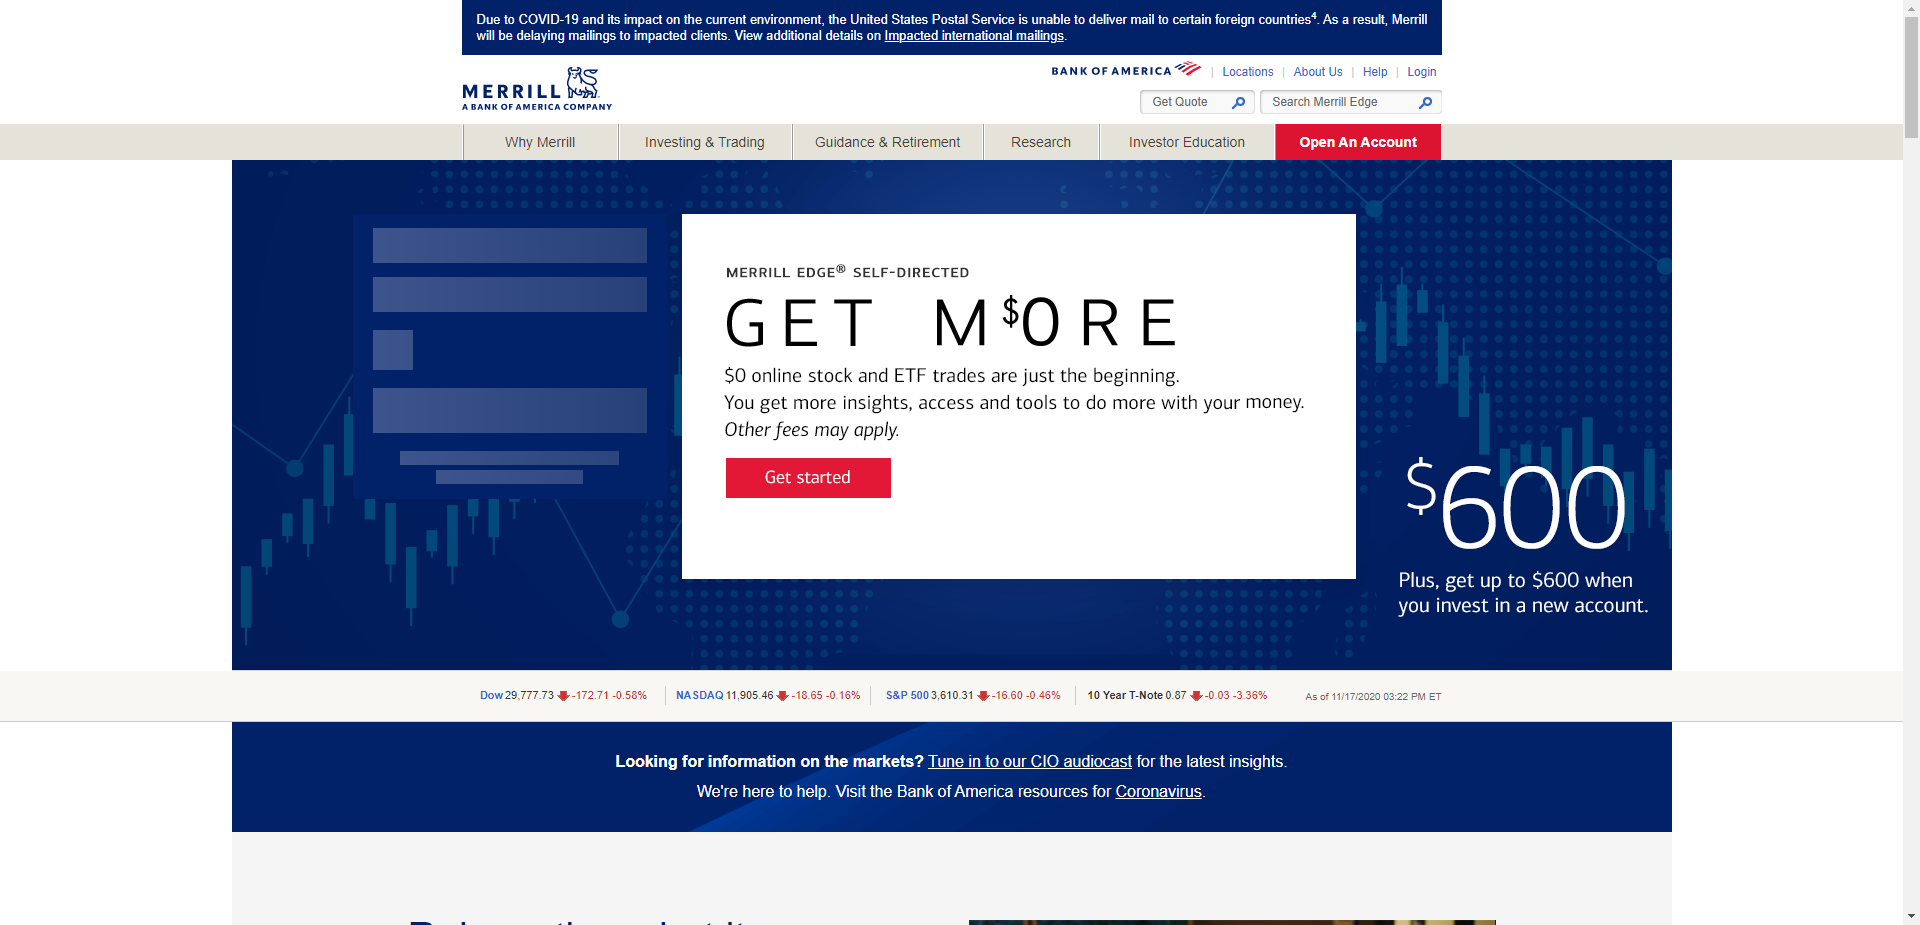 Due to COVID-19 and its impact on the current environment, the United States Postal Service is unable to deliver mail to certain foreign countries4. As a result, Merrill
will be delaying mailings to impacted clients. View additional details on Impacted international mailings.
MERRILL
A BANK OF AMERICA COMPANY
BANK OF AMERICA | Locations | About Us | Help | Login
Get Quote
Search Merrill Edge
Why Merrill
Investing & Trading
Guidance & Retirement
Research
Investor Education
Open An Account
MERRILL EDGE® SELF-DIRECTED
GET M$ORE
$0 online stock and ETF trades are just the beginning.
You get more insights, access and tools to do more with your money.
Other fees may apply.
Get started
$600
Plus, get up to $600 when
you invest in a new account.
Dow 29,777.73 -172.71 -0.58%
NASDAQ 11,905.46 -18.65 -0.16%
S&P 500 3,610.31 -16.60 -0.46%
10 Year T-Note 0.87 -0.03 -3.36%
As of 11/17/2020 03:22 PM ET
Looking for information on the markets? Tune in to our CIO audiocast for the latest insights.
We're here to help. Visit the Bank of America resources for Coronavirus.